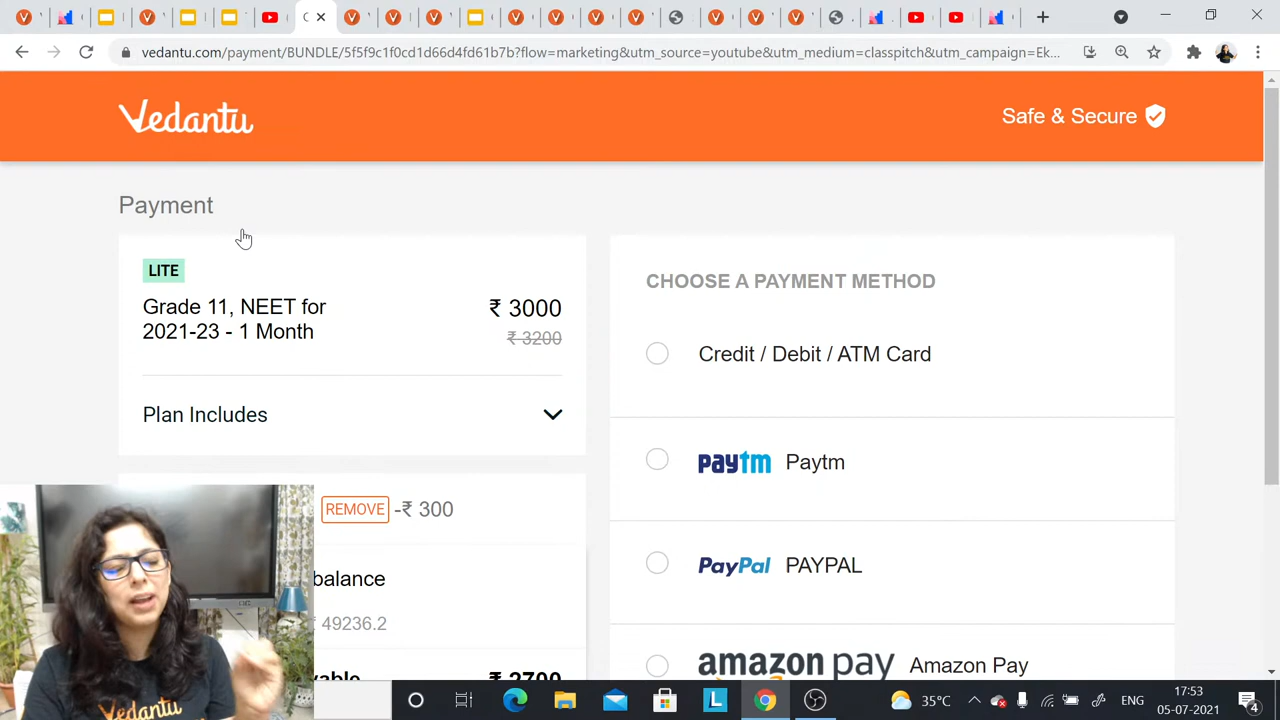 vedantu.com/payment/BUNDLE/5f5f9c1f0cd1d66d4fd61b7b?flow=marketing&utm_source=youtube&utm_medium=classpitch&utm_campaign=Ek...
Vedantu
Safe & Secure
Payment
LITE
Grade 11, NEET for
2021-23 - 1 Month
₹ 3000
₹ 3200
Plan Includes
REMOVE -₹ 300
balance
49236.2
₹ 2700
CHOOSE A PAYMENT METHOD
Credit / Debit / ATM Card
paytm Paytm
PayPal PAYPAL
amazon pay Amazon Pay
Vedantu
L
35°C
ENG
17:53
05-07-2021
4